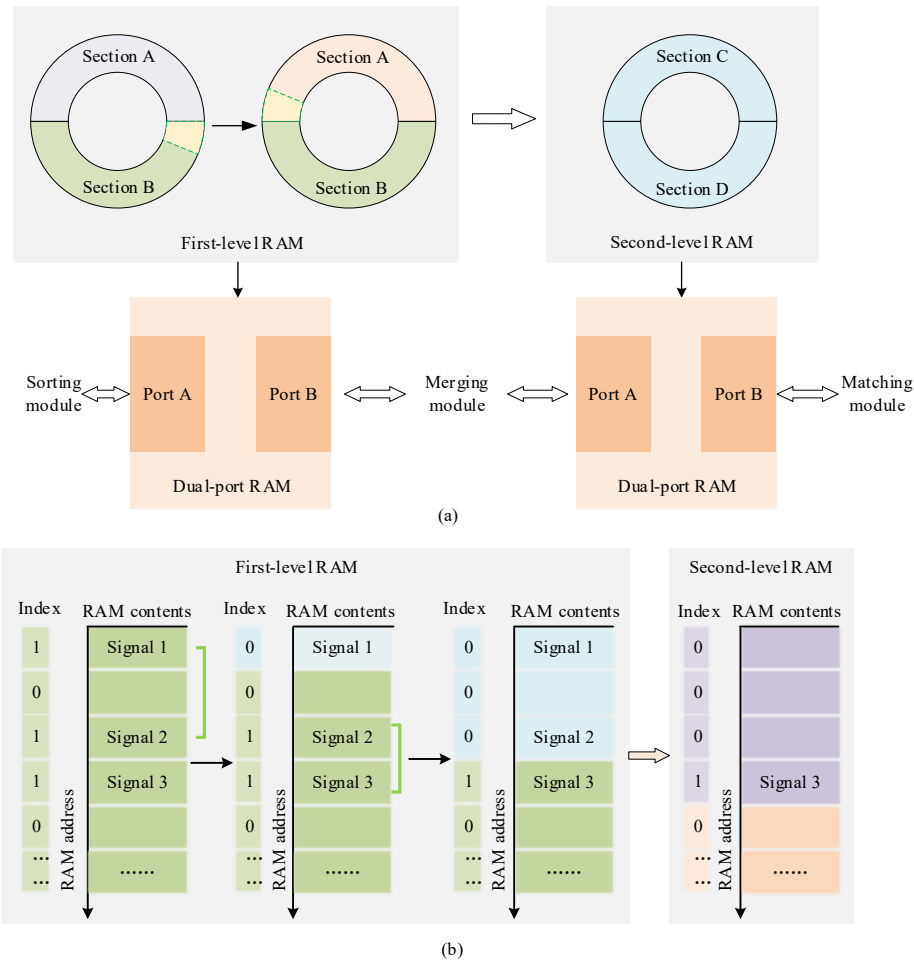 Section A
Section A
Section C
Section B
Section B
Section D
First-level RAM
Second-level RAM
Sorting
module
Port A
Port B
Merging
module
Port A
Port B
Matching
module
Dual-port RAM
Dual-port RAM
(a)
First-level RAM
Second-level RAM
Index
RAM contents
Index
RAM contents
Index
RAM contents
Index
RAM contents
1
Signal 1
0
Signal 1
0
Signal 1
0
0
0
0
0
1
Signal 2
1
Signal 2
0
Signal 2
0
1
Signal 3
1
Signal 3
1
Signal 3
1
Signal 3
0
0
0
0
...
...
......
...
...
......
...
...
......
...
...
......
RAM address
RAM address
RAM address
RAM address
(b)